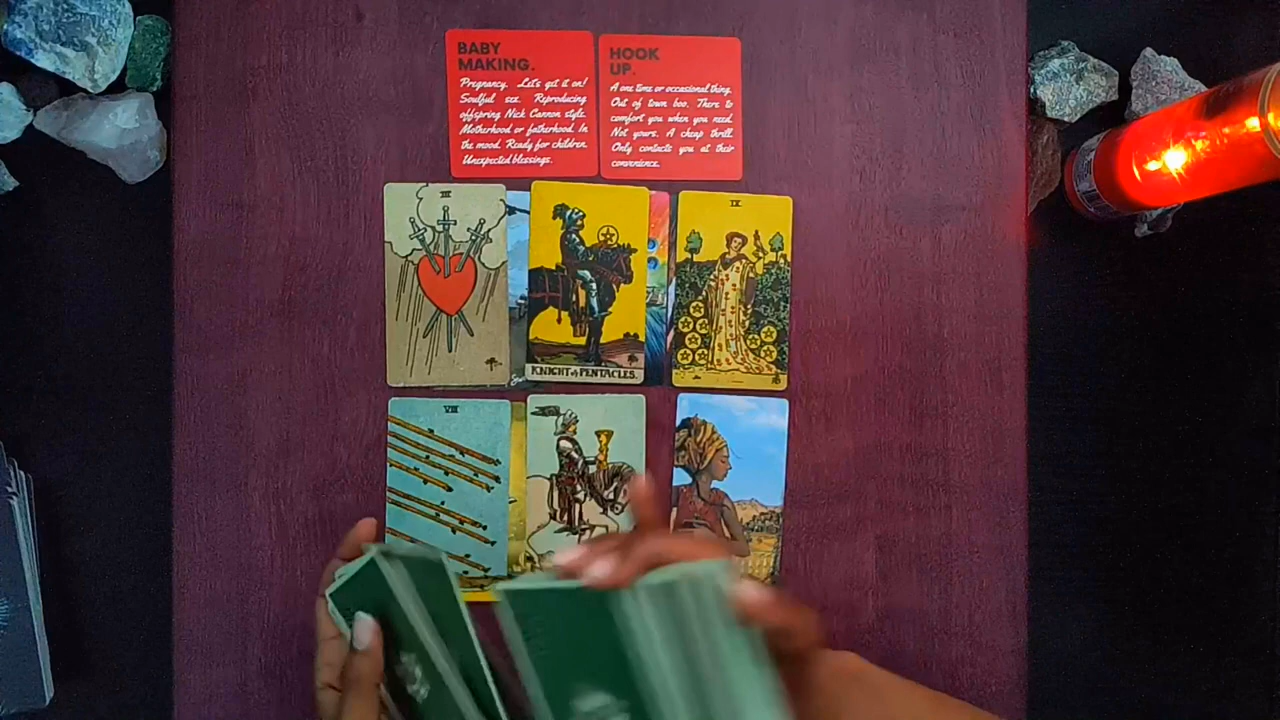 BABY
MAKING.
Pregnancy. Let's get it on!
Soulful sex. Reproducing
offspring Nick Cannon style.
Motherhood or fatherhood. In
the mood. Ready for children.
Unexpected blessings.
HOOK
UP.
A one time or occasional thing.
Out of town boo. There to
comfort you when you need.
Not yours. A cheap thrill.
Only contacts you at their
convenience.
III
KNIGHT of PENTACLES.
IX
VIII